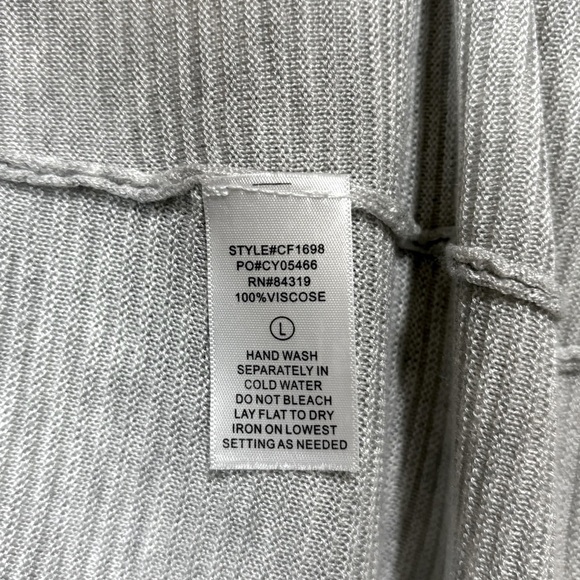 STYLE#CF1698
PO#CY05466
RN#84319
100%VISCOSE
L
HAND WASH
SEPARATELY IN
COLD WATER
DO NOT BLEACH
LAY FLAT TO DRY
IRON ON LOWEST
SETTING AS NEEDED